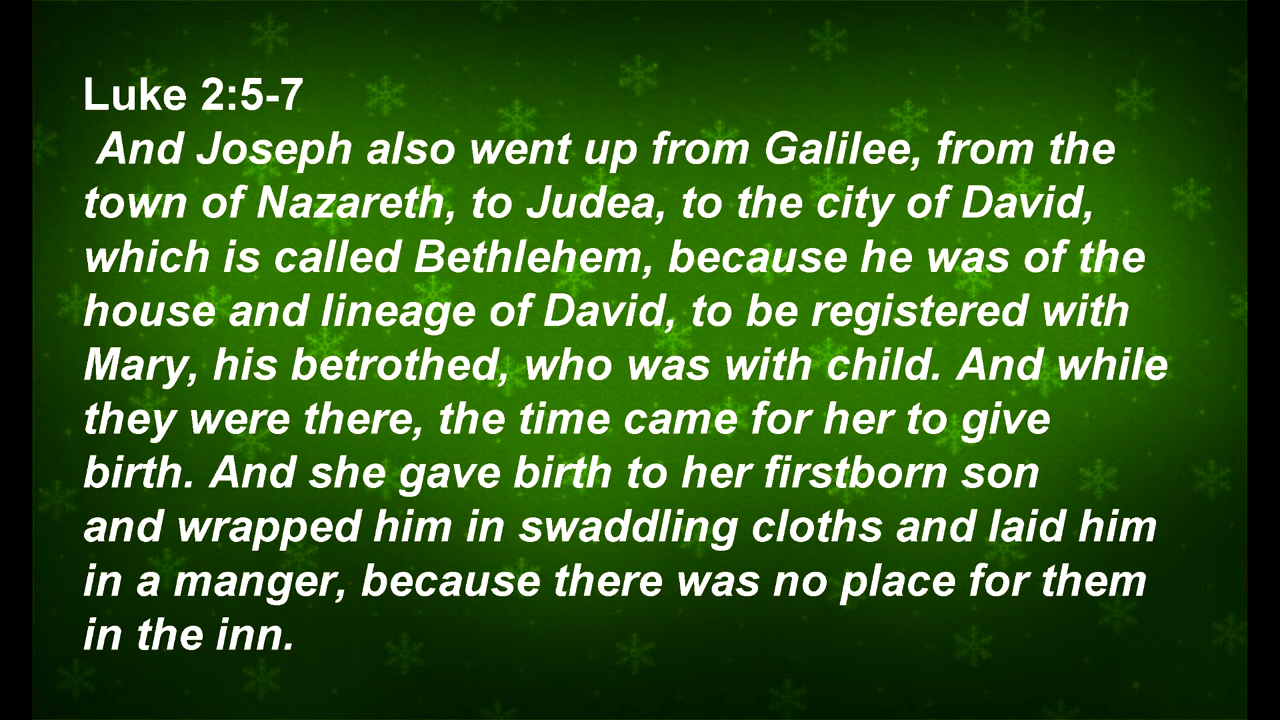 Luke 2:5-7
And Joseph also went up from Galilee, from the
town of Nazareth, to Judea, to the city of David,
which is called Bethlehem, because he was of the
house and lineage of David, to be registered with
Mary, his betrothed, who was with child. And while
they were there, the time came for her to give
birth. And she gave birth to her firstborn son
and wrapped him in swaddling cloths and laid him
in a manger, because there was no place for them
in the inn.